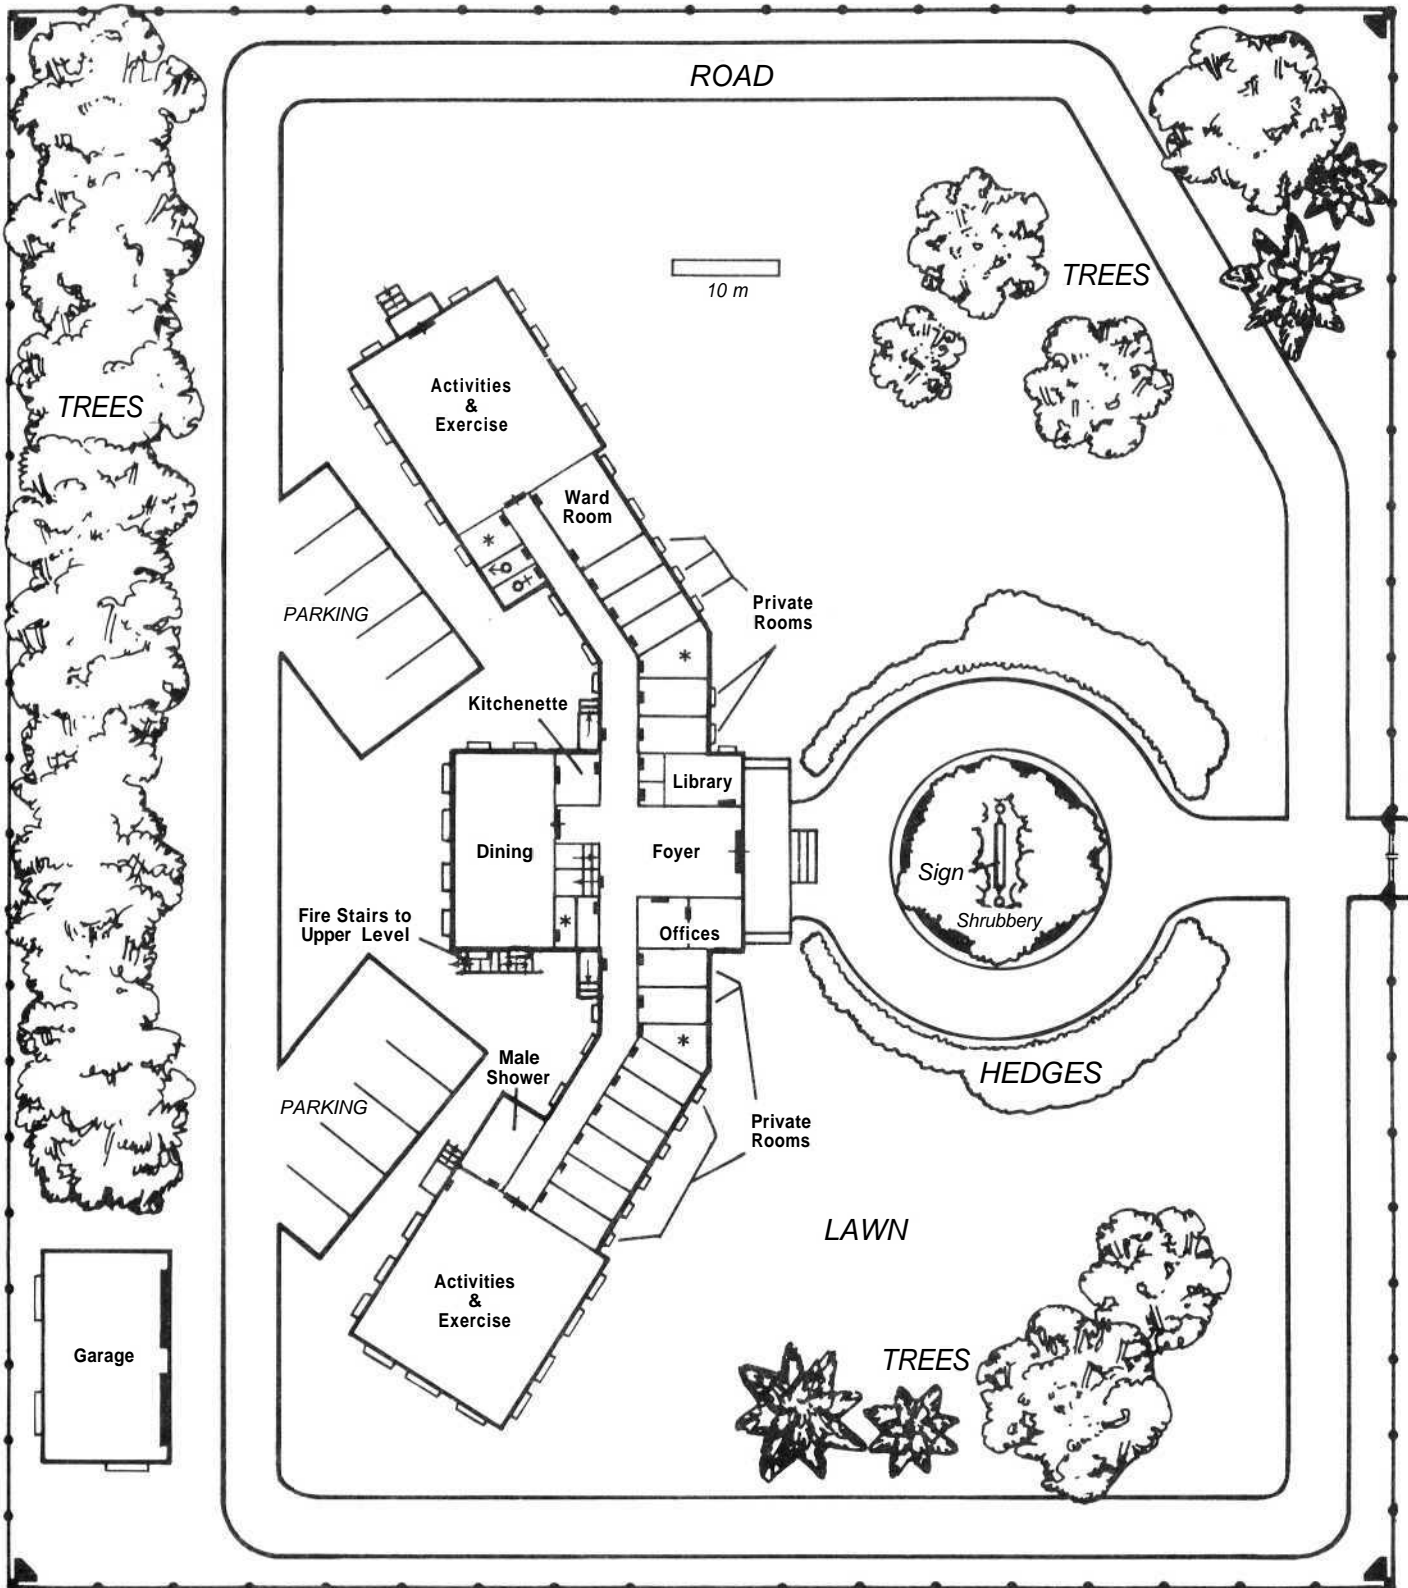 ROAD
TREES
10 m
Activities
&
Exercise
TREES
Ward
Room
PARKING
Private
Rooms
Kitchenette
Library
Dining
Foyer
Sign
Shrubbery
Fire Stairs to
Upper Level
Offices
Male
Shower
HEDGES
PARKING
Private
Rooms
LAWN
Activities
&
Exercise
Garage
TREES